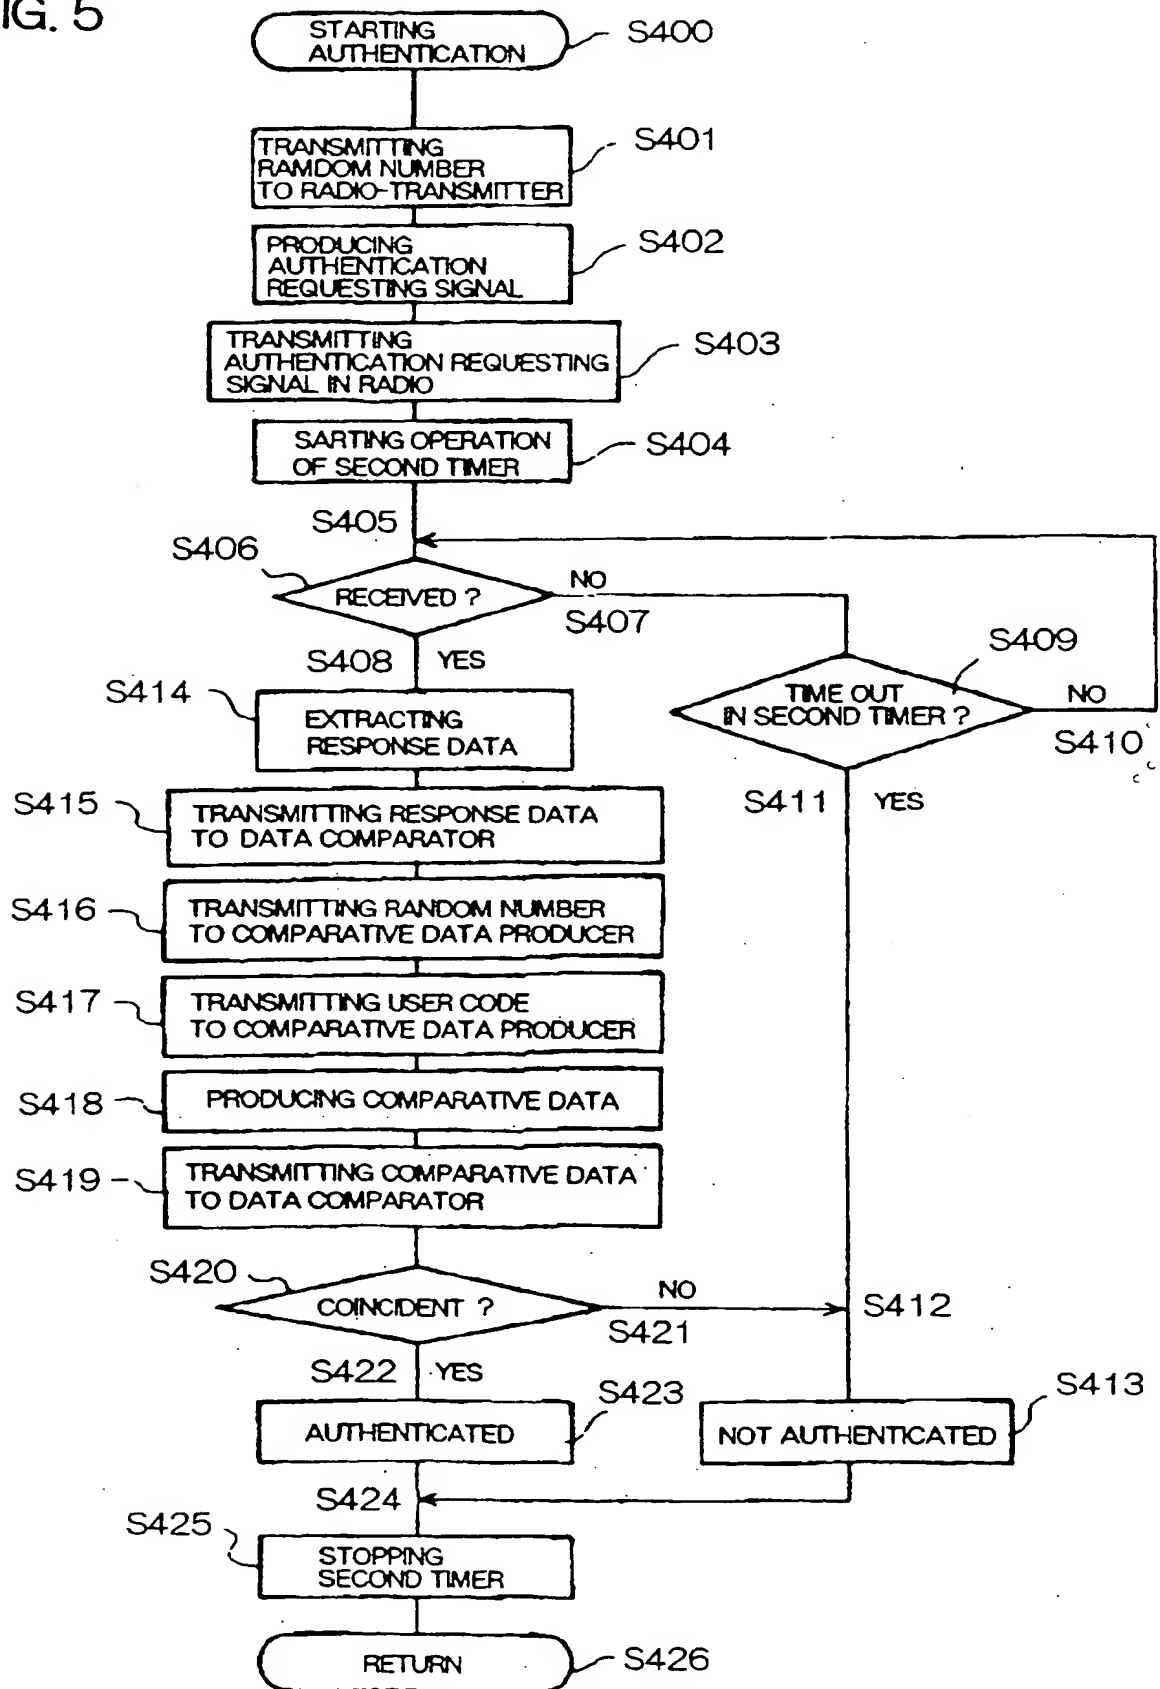 IG. 5
STARTING
AUTHENTICATION
S400
TRANSMITTING
RAMDOM NUMBER
TO RADIO-TRANSMITTER
S401
PRODUCING
AUTHENTICATION
REQUESTING SIGNAL
S402
TRANSMITTING
AUTHENTICATION REQUESTING
SIGNAL IN RADIO
S403
SARTING OPERATION
OF SECOND TIMER
S404
S405
S406
RECEIVED ?
NO
S407
S408
YES
S409
TIME OUT
IN SECOND TIMER ?
NO
S410
S411
YES
S414
EXTRACTING
RESPONSE DATA
S415
TRANSMITTING RESPONSE DATA
TO DATA COMPARATOR
S416
TRANSMITTING RANDOM NUMBER
TO COMPARATIVE DATA PRODUCER
S417
TRANSMITTING USER CODE
TO COMPARATIVE DATA PRODUCER
S418
PRODUCING COMPARATIVE DATA
S419
TRANSMITTING COMPARATIVE DATA
TO DATA COMPARATOR
S420
COINCIDENT ?
NO
S421
S412
S422
YES
AUTHENTICATED
S423
NOT AUTHENTICATED
S413
S424
S425
STOPPING
SECOND TIMER
RETURN
S426